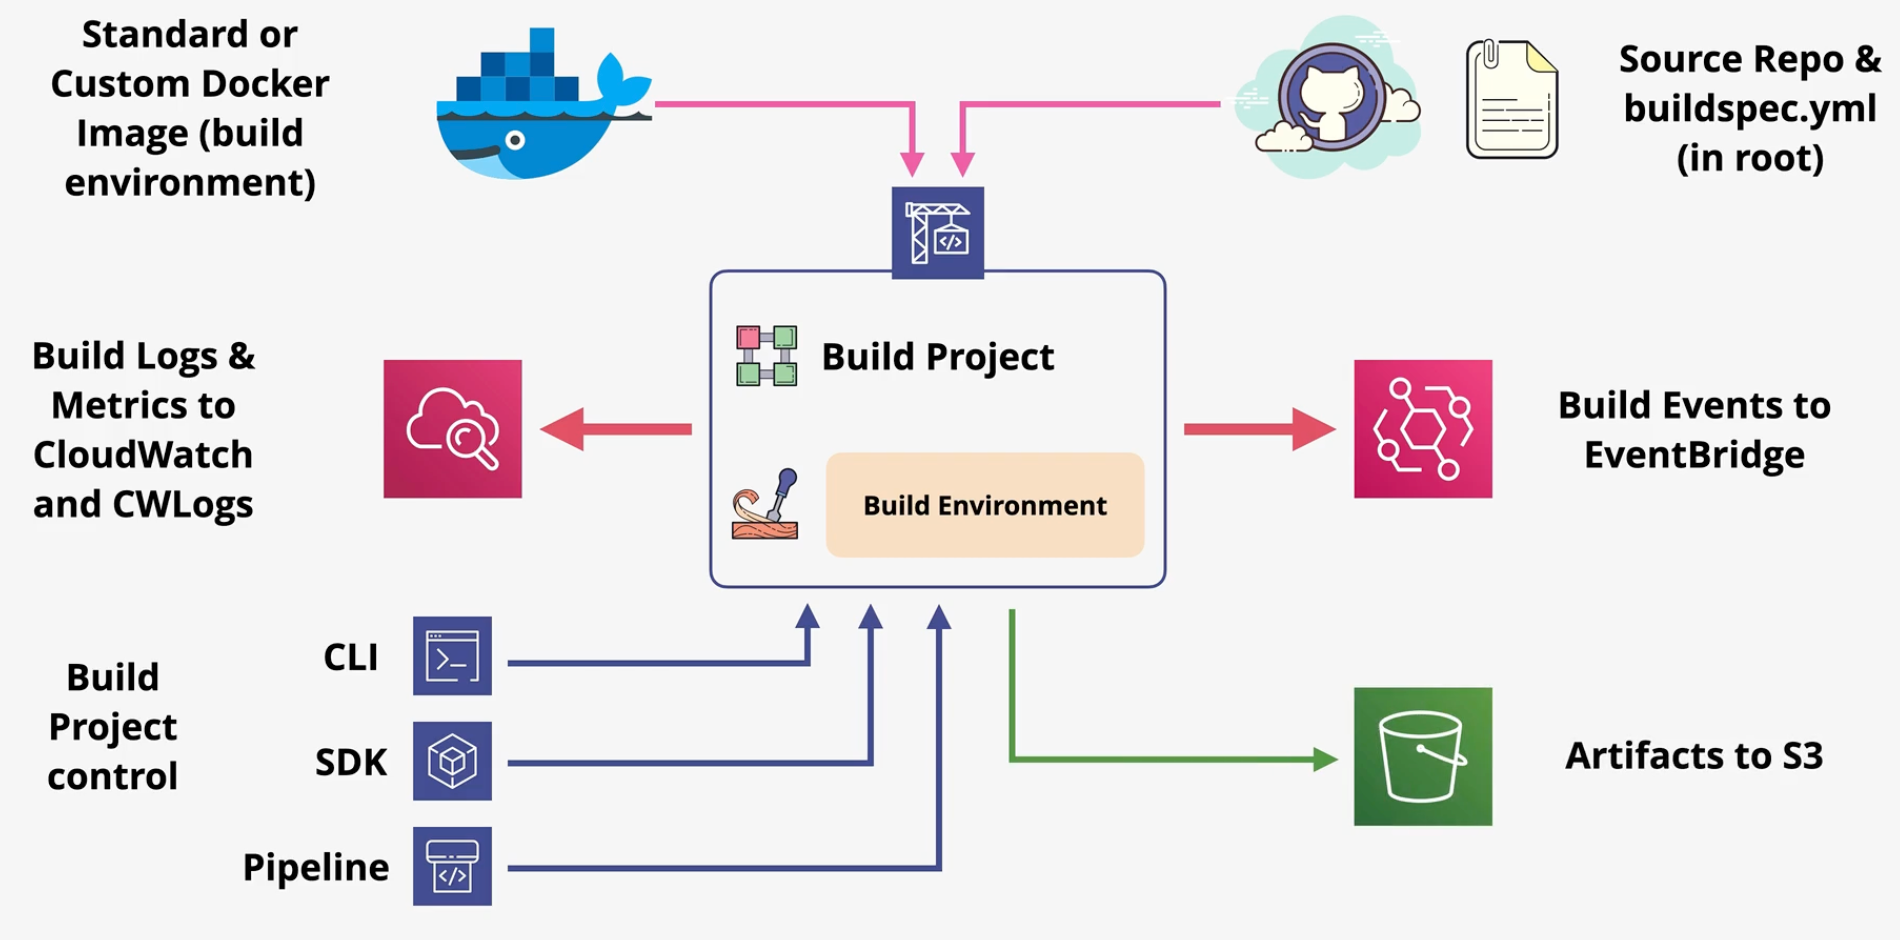 Standard or
Custom Docker
Image (build
environment)
Source Repo &
buildspec.yml
(in root)
Build Project
Build Environment
Build Logs &
Metrics to
CloudWatch
and CWLogs
Build Events to
EventBridge
Build
Project
control
CLI
SDK
Pipeline
Artifacts to S3